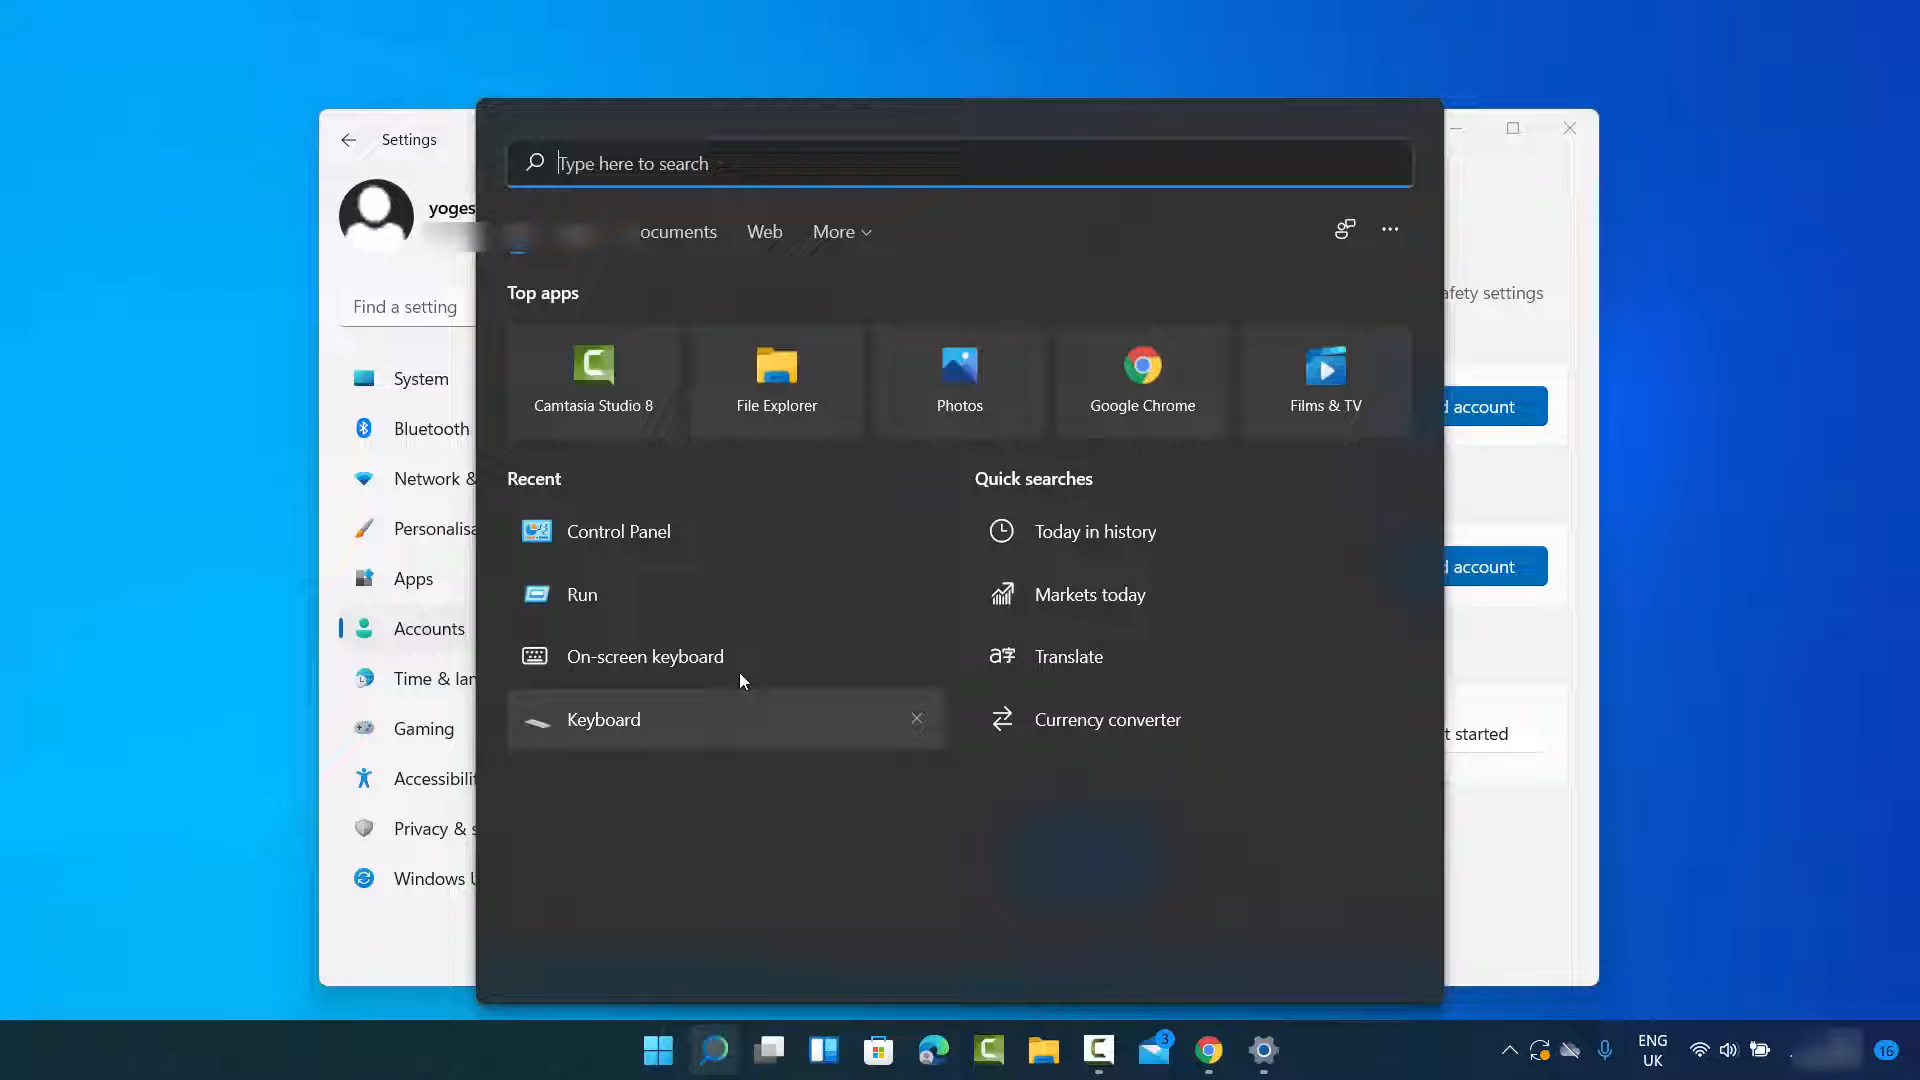 Settings
yoges
Find a setting
System
Bluetooth
Network &
Personalisa
Apps
Accounts
Time & lan
Gaming
Accessibili
Privacy & s
Windows U
Type here to search
ocuments Web More
Top apps
Camtasia Studio 8
File Explorer
Photos
Google Chrome
Films & TV
Recent
Control Panel
Run
On-screen keyboard
Keyboard
Quick searches
Today in history
Markets today
Translate
Currency converter
afety settings
d account
d account
t started
3
ENG
UK
16